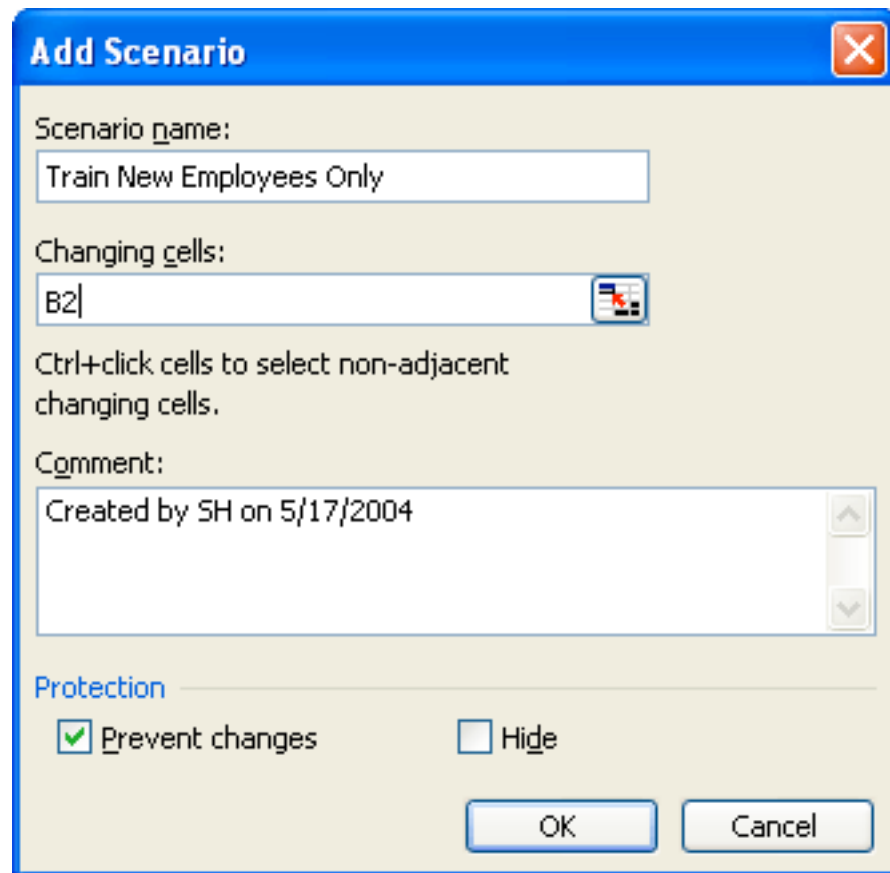 Add Scenario
Scenario name:
Train New Employees Only
Changing cells:
B2
Ctrl+click cells to select non-adjacent
changing cells.
Comment:
Created by SH on 5/17/2004
Protection
Prevent changes Hide
OK Cancel